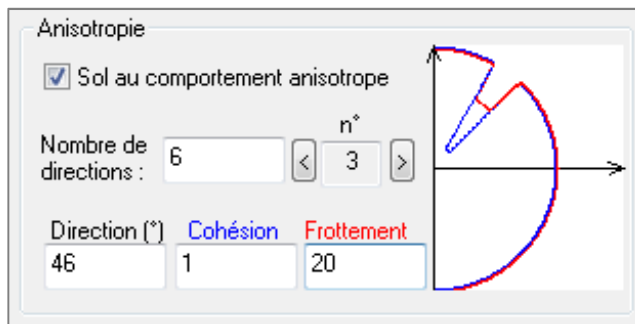 Anisotropie
Sol au comportement anisotrope
Nombre de directions :
6
n°
<
3
>
Direction (°)
Cohésion
Frottement
46
1
20